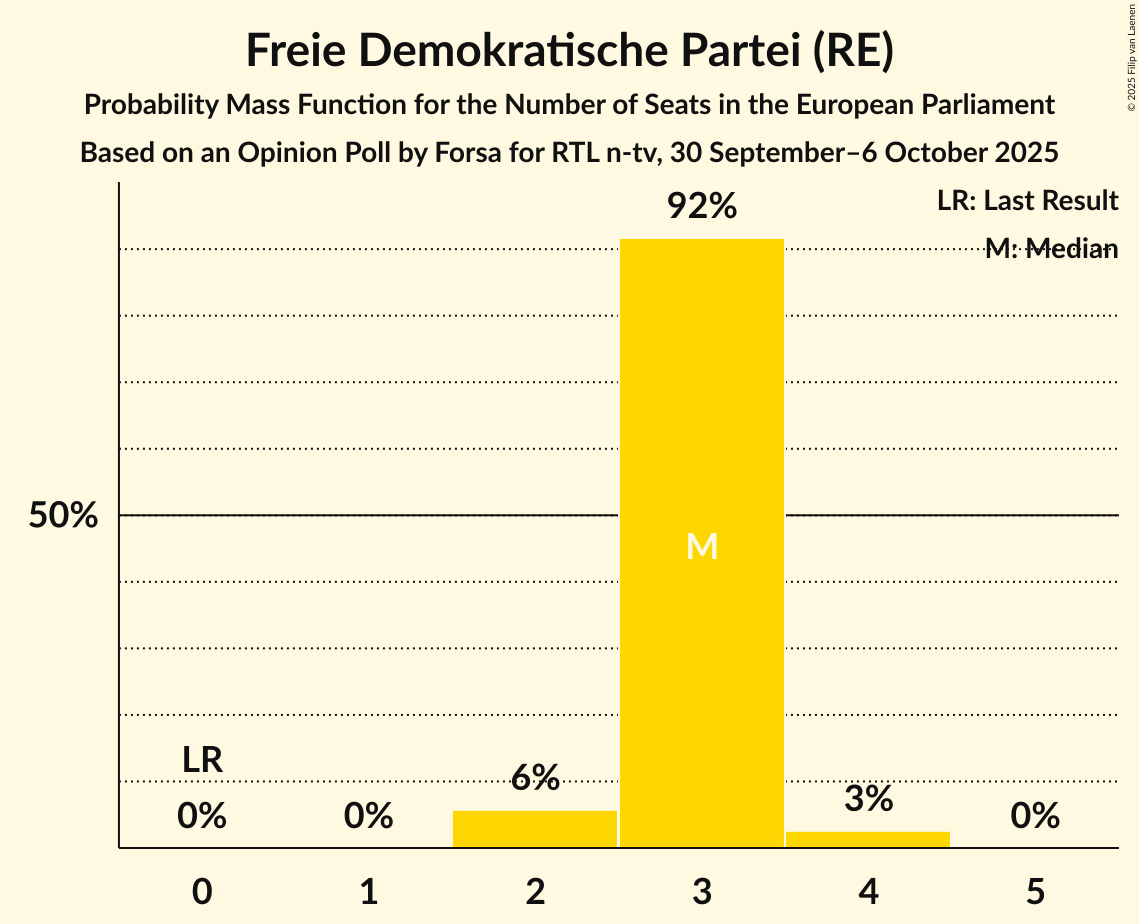 Freie Demokratische Partei (RE)
Probability Mass Function for the Number of Seats in the European Parliament
Based on an Opinion Poll by Forsa for RTL n-tv, 30 September–6 October 2025
© 2025 Filip van Laenen
LR: Last Result
M: Median
92%
50%
M
LR
0%
0%
6%
3%
0%
0
1
2
3
4
5